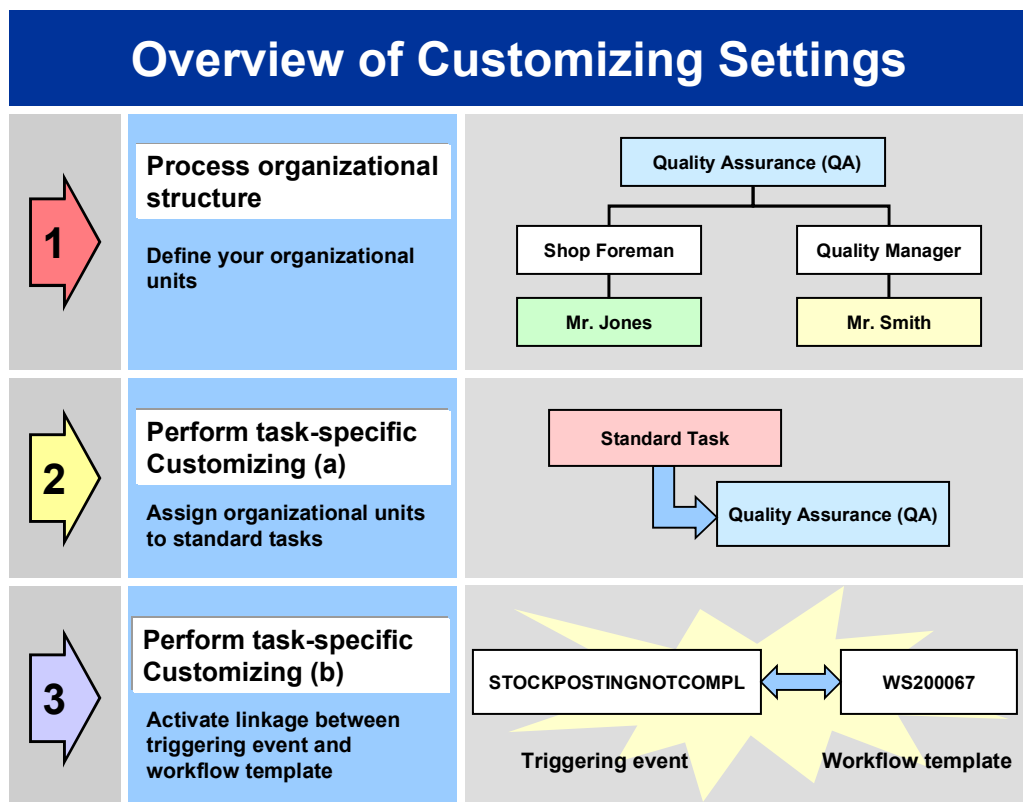 Overview of Customizing Settings
1
Process organizational
structure
Define your organizational
units
Quality Assurance (QA)
Shop Foreman
Quality Manager
Mr. Jones
Mr. Smith
2
Perform task-specific
Customizing (a)
Assign organizational units
to standard tasks
Standard Task
Quality Assurance (QA)
3
Perform task-specific
Customizing (b)
Activate linkage between
triggering event and
workflow template
STOCKPOSTINGNOTCOMPL
WS200067
Triggering event
Workflow template